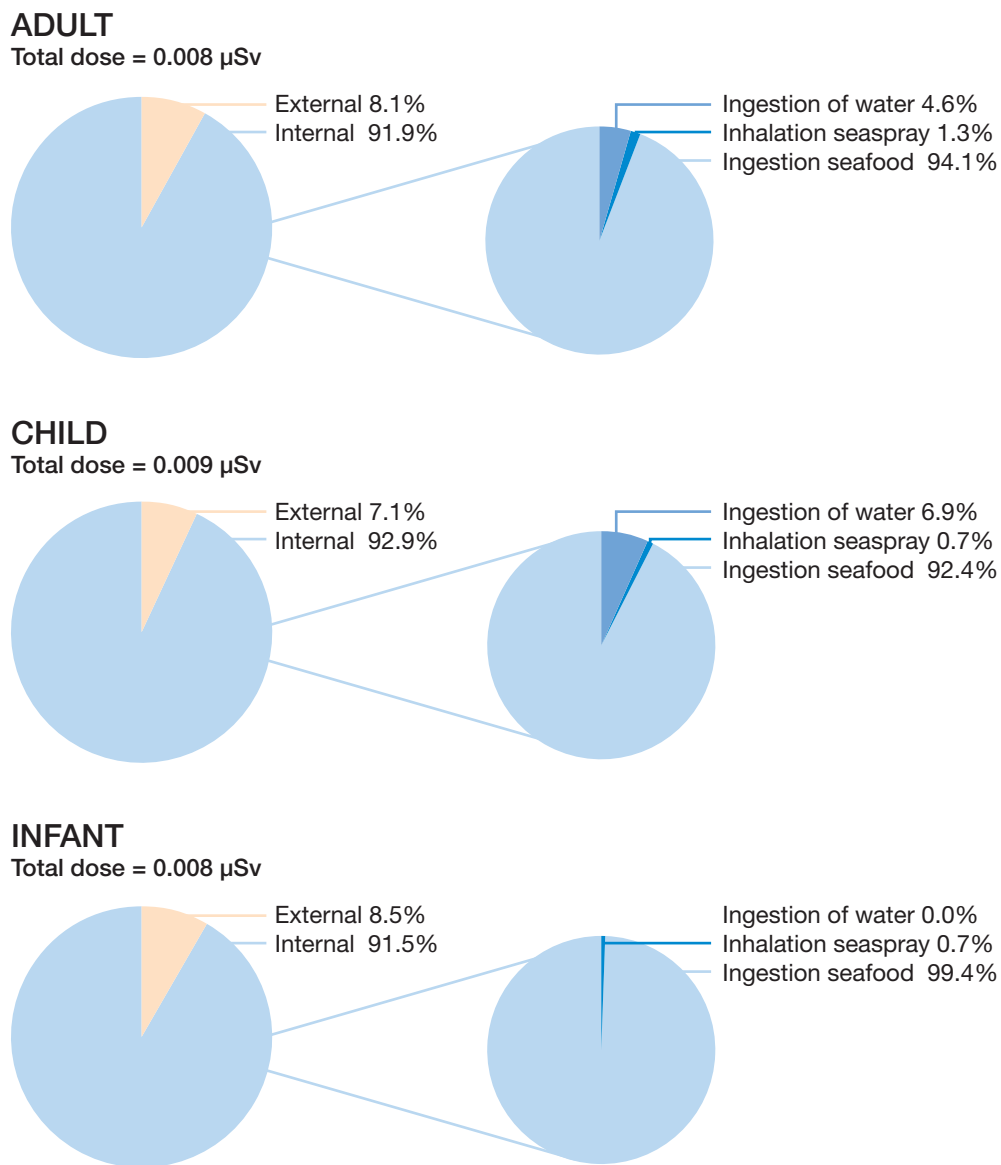 ADULT
Total dose = 0.008 µSv
External 8.1%
Internal 91.9%
Ingestion of water 4.6%
Inhalation seaspray 1.3%
Ingestion seafood 94.1%
CHILD
Total dose = 0.009 µSv
External 7.1%
Internal 92.9%
Ingestion of water 6.9%
Inhalation seaspray 0.7%
Ingestion seafood 92.4%
INFANT
Total dose = 0.008 µSv
External 8.5%
Internal 91.5%
Ingestion of water 0.0%
Inhalation seaspray 0.7%
Ingestion seafood 99.4%